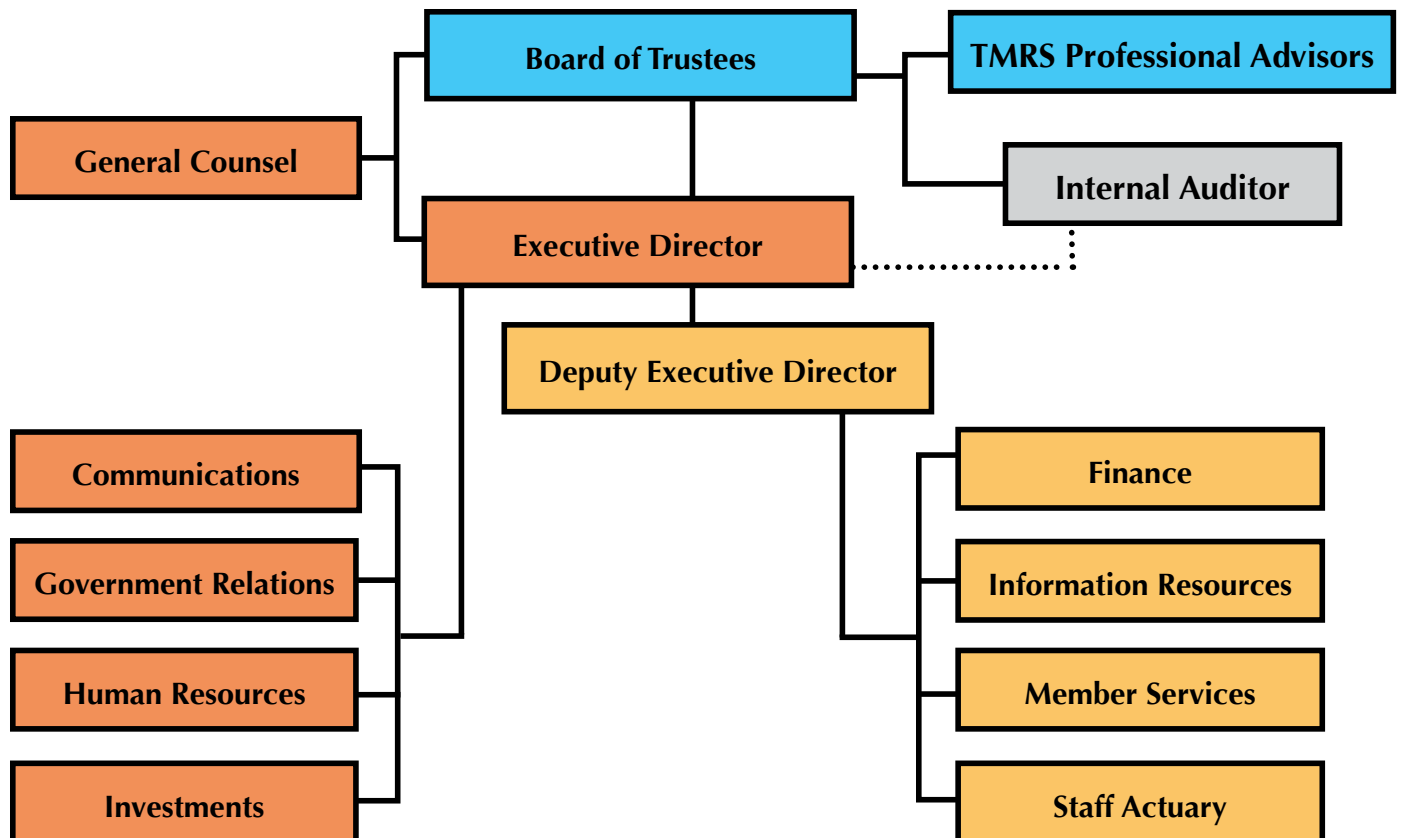 Board of Trustees
TMRS Professional Advisors
General Counsel
Internal Auditor
Executive Director
Deputy Executive Director
Communications
Finance
Government Relations
Information Resources
Human Resources
Member Services
Investments
Staff Actuary